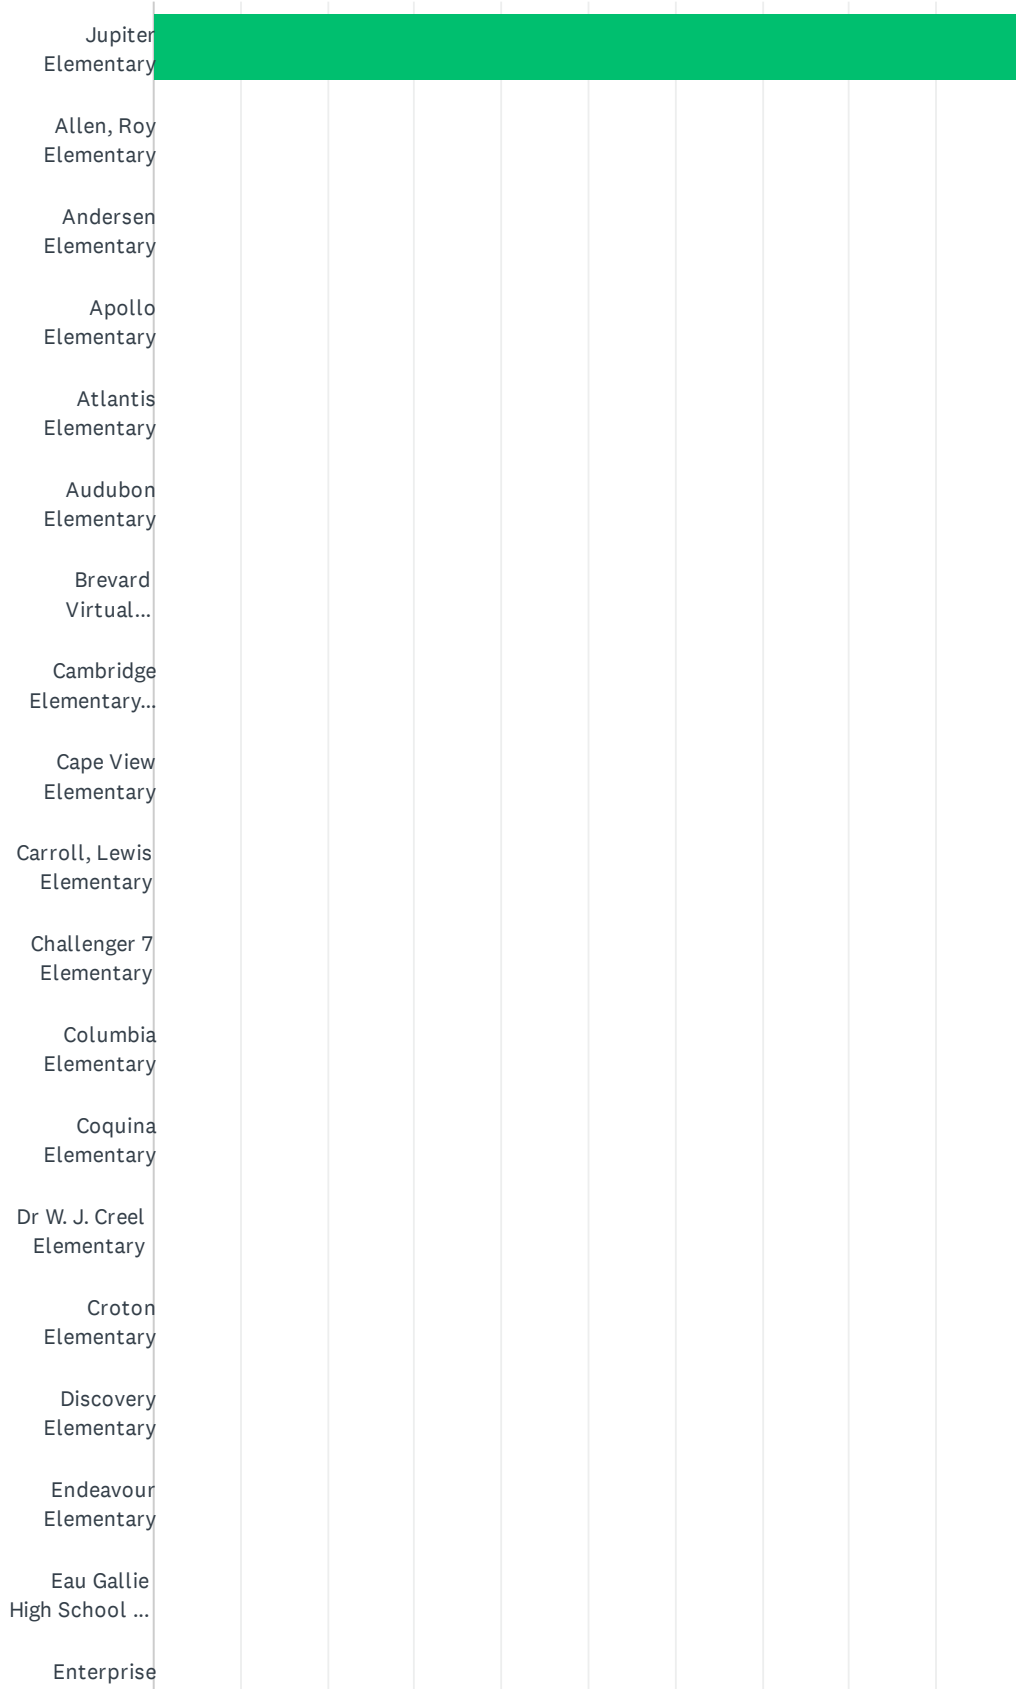 Jupiter
Elementary
Allen, Roy
Elementary
Andersen
Elementary
Apollo
Elementary
Atlantis
Elementary
Audubon
Elementary
Brevard
Virtual...
Cambridge
Elementary...
Cape View
Elementary
Carroll, Lewis
Elementary
Challenger 7
Elementary
Columbia
Elementary
Coquina
Elementary
Dr W. J. Creel
Elementary
Croton
Elementary
Discovery
Elementary
Endeavour
Elementary
Eau Gallie
High School ...
Enterprise